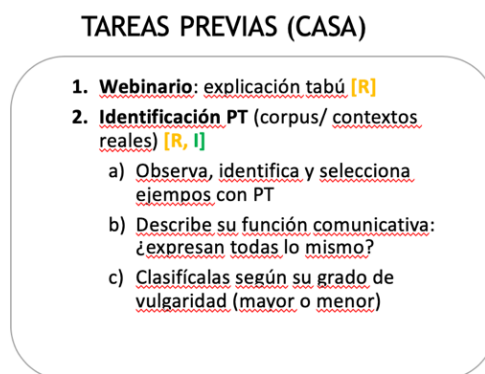 TAREAS PREVIAS (CASA)
1. Webinario: explicación tabú [R]
2. Identificación PT (corpus/ contextos
reales) [R, I]
a) Observa, identifica y selecciona
ejempos con PT
b) Describe su función comunicativa:
¿expresan todas lo mismo?
c) Clasifícalas según su grado de
vulgaridad (mayor o menor)